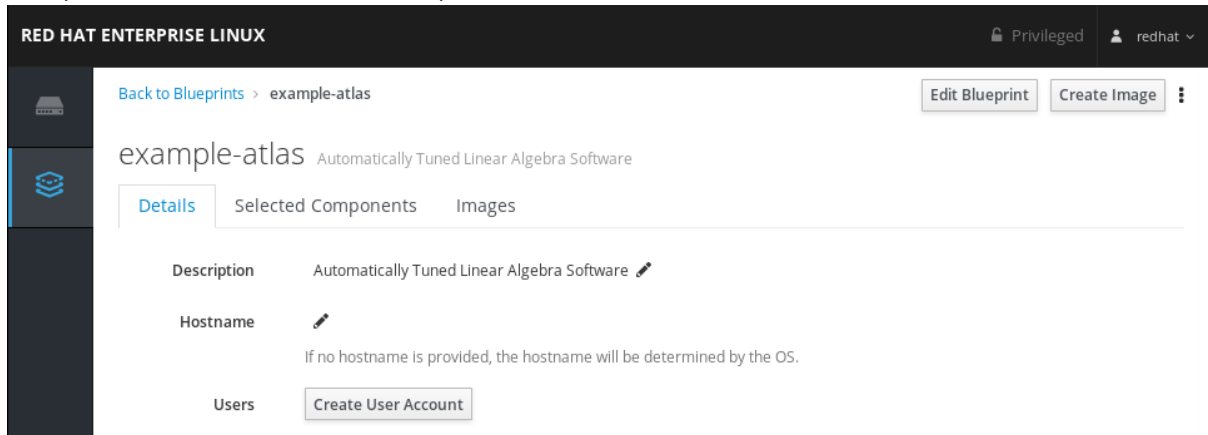 RED HAT ENTERPRISE LINUX Privileged redhat
Back to Blueprints > example-atlas Edit Blueprint Create Image
example-atlas Automatically Tuned Linear Algebra Software
Details Selected Components Images
Description Automatically Tuned Linear Algebra Software
Hostname
If no hostname is provided, the hostname will be determined by the OS.
Users Create User Account